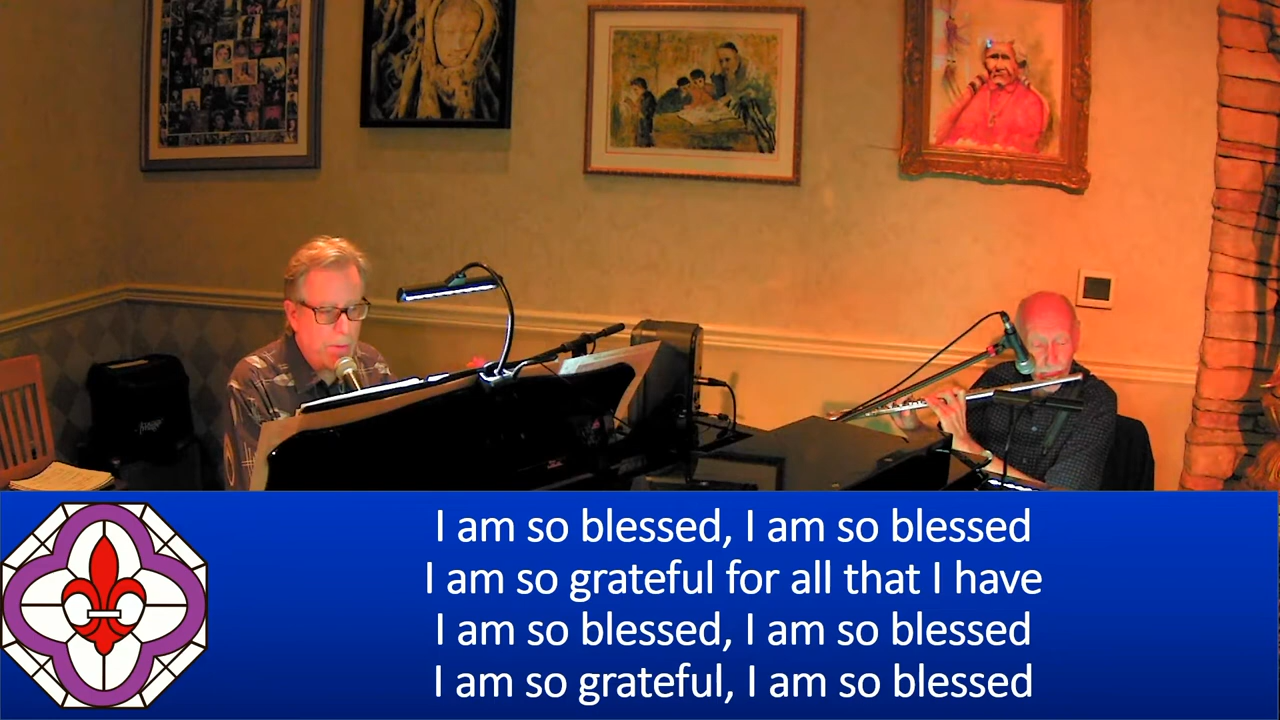 I am so blessed, I am so blessed
I am so grateful for all that I have
I am so blessed, I am so blessed
I am so grateful, I am so blessed